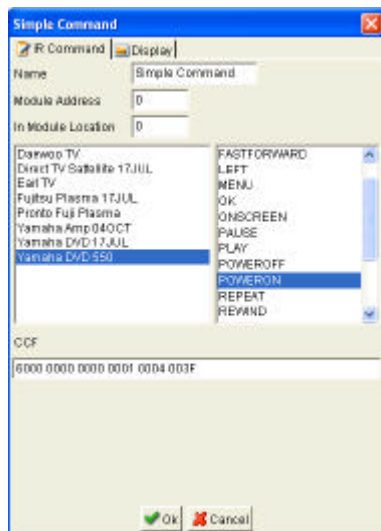 Simple Command
IR Command
Display
Name
Simple Command
Module Address
0
In Module Location
0
Daewoo TV
Direct TV Sattelite 17JUL
Earl TV
Fujitsu Plasma 17JUL
Pronto Fuji Plasma
Yamaha Amp 04OCT
Yamaha DVD 17JUL
Yamaha DVD 550
FASTFORWARD
LEFT
MENU
OK
ONSCREEN
PAUSE
PLAY
POWEROFF
POWERON
REPEAT
REWIND
CCF
6000 0000 0000 0001 0004 003F
Ok
Cancel